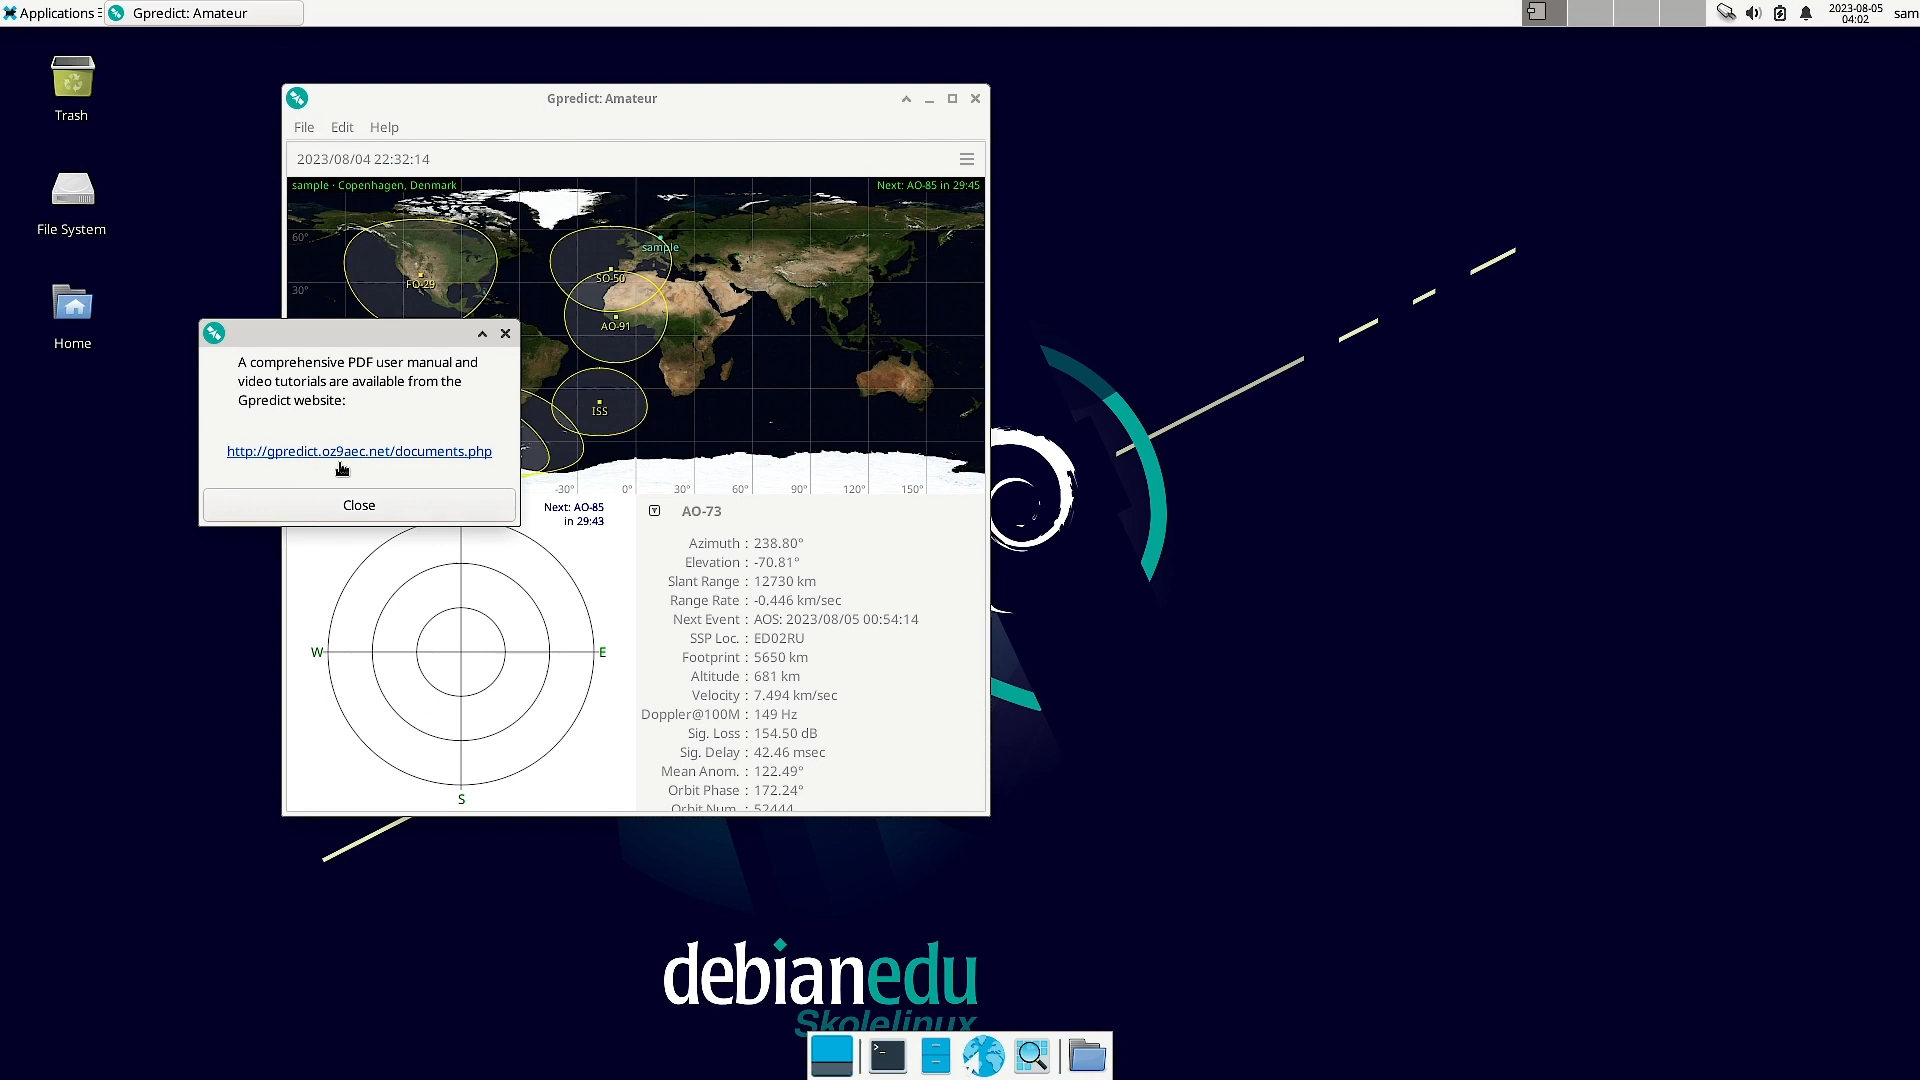 Applications
Gpredict: Amateur
2023-08-05
04:02
sam
Trash
File System
Home
Gpredict: Amateur
File Edit Help
2023/08/04 22:32:14
sample · Copenhagen, Denmark
Next: AO-85 in 29:45
60°
30°
FO-29
sample
SO-50
AO-91
ISS
-30° 0° 30° 60° 90° 120° 150°
A comprehensive PDF user manual and
video tutorials are available from the
Gpredict website:
http://gpredict.oz9aec.net/documents.php
Close
Next: AO-85
in 29:43
W
E
S
AO-73
Azimuth : 238.80°
Elevation : -70.81°
Slant Range : 12730 km
Range Rate : -0.446 km/sec
Next Event : AOS: 2023/08/05 00:54:14
SSP Loc. : ED02RU
Footprint : 5650 km
Altitude : 681 km
Velocity : 7.494 km/sec
Doppler@100M : 149 Hz
Sig. Loss : 154.50 dB
Sig. Delay : 42.46 msec
Mean Anom. : 122.49°
Orbit Phase : 172.24°
Orbit Num. : 52444
debianedu
Skolelinux